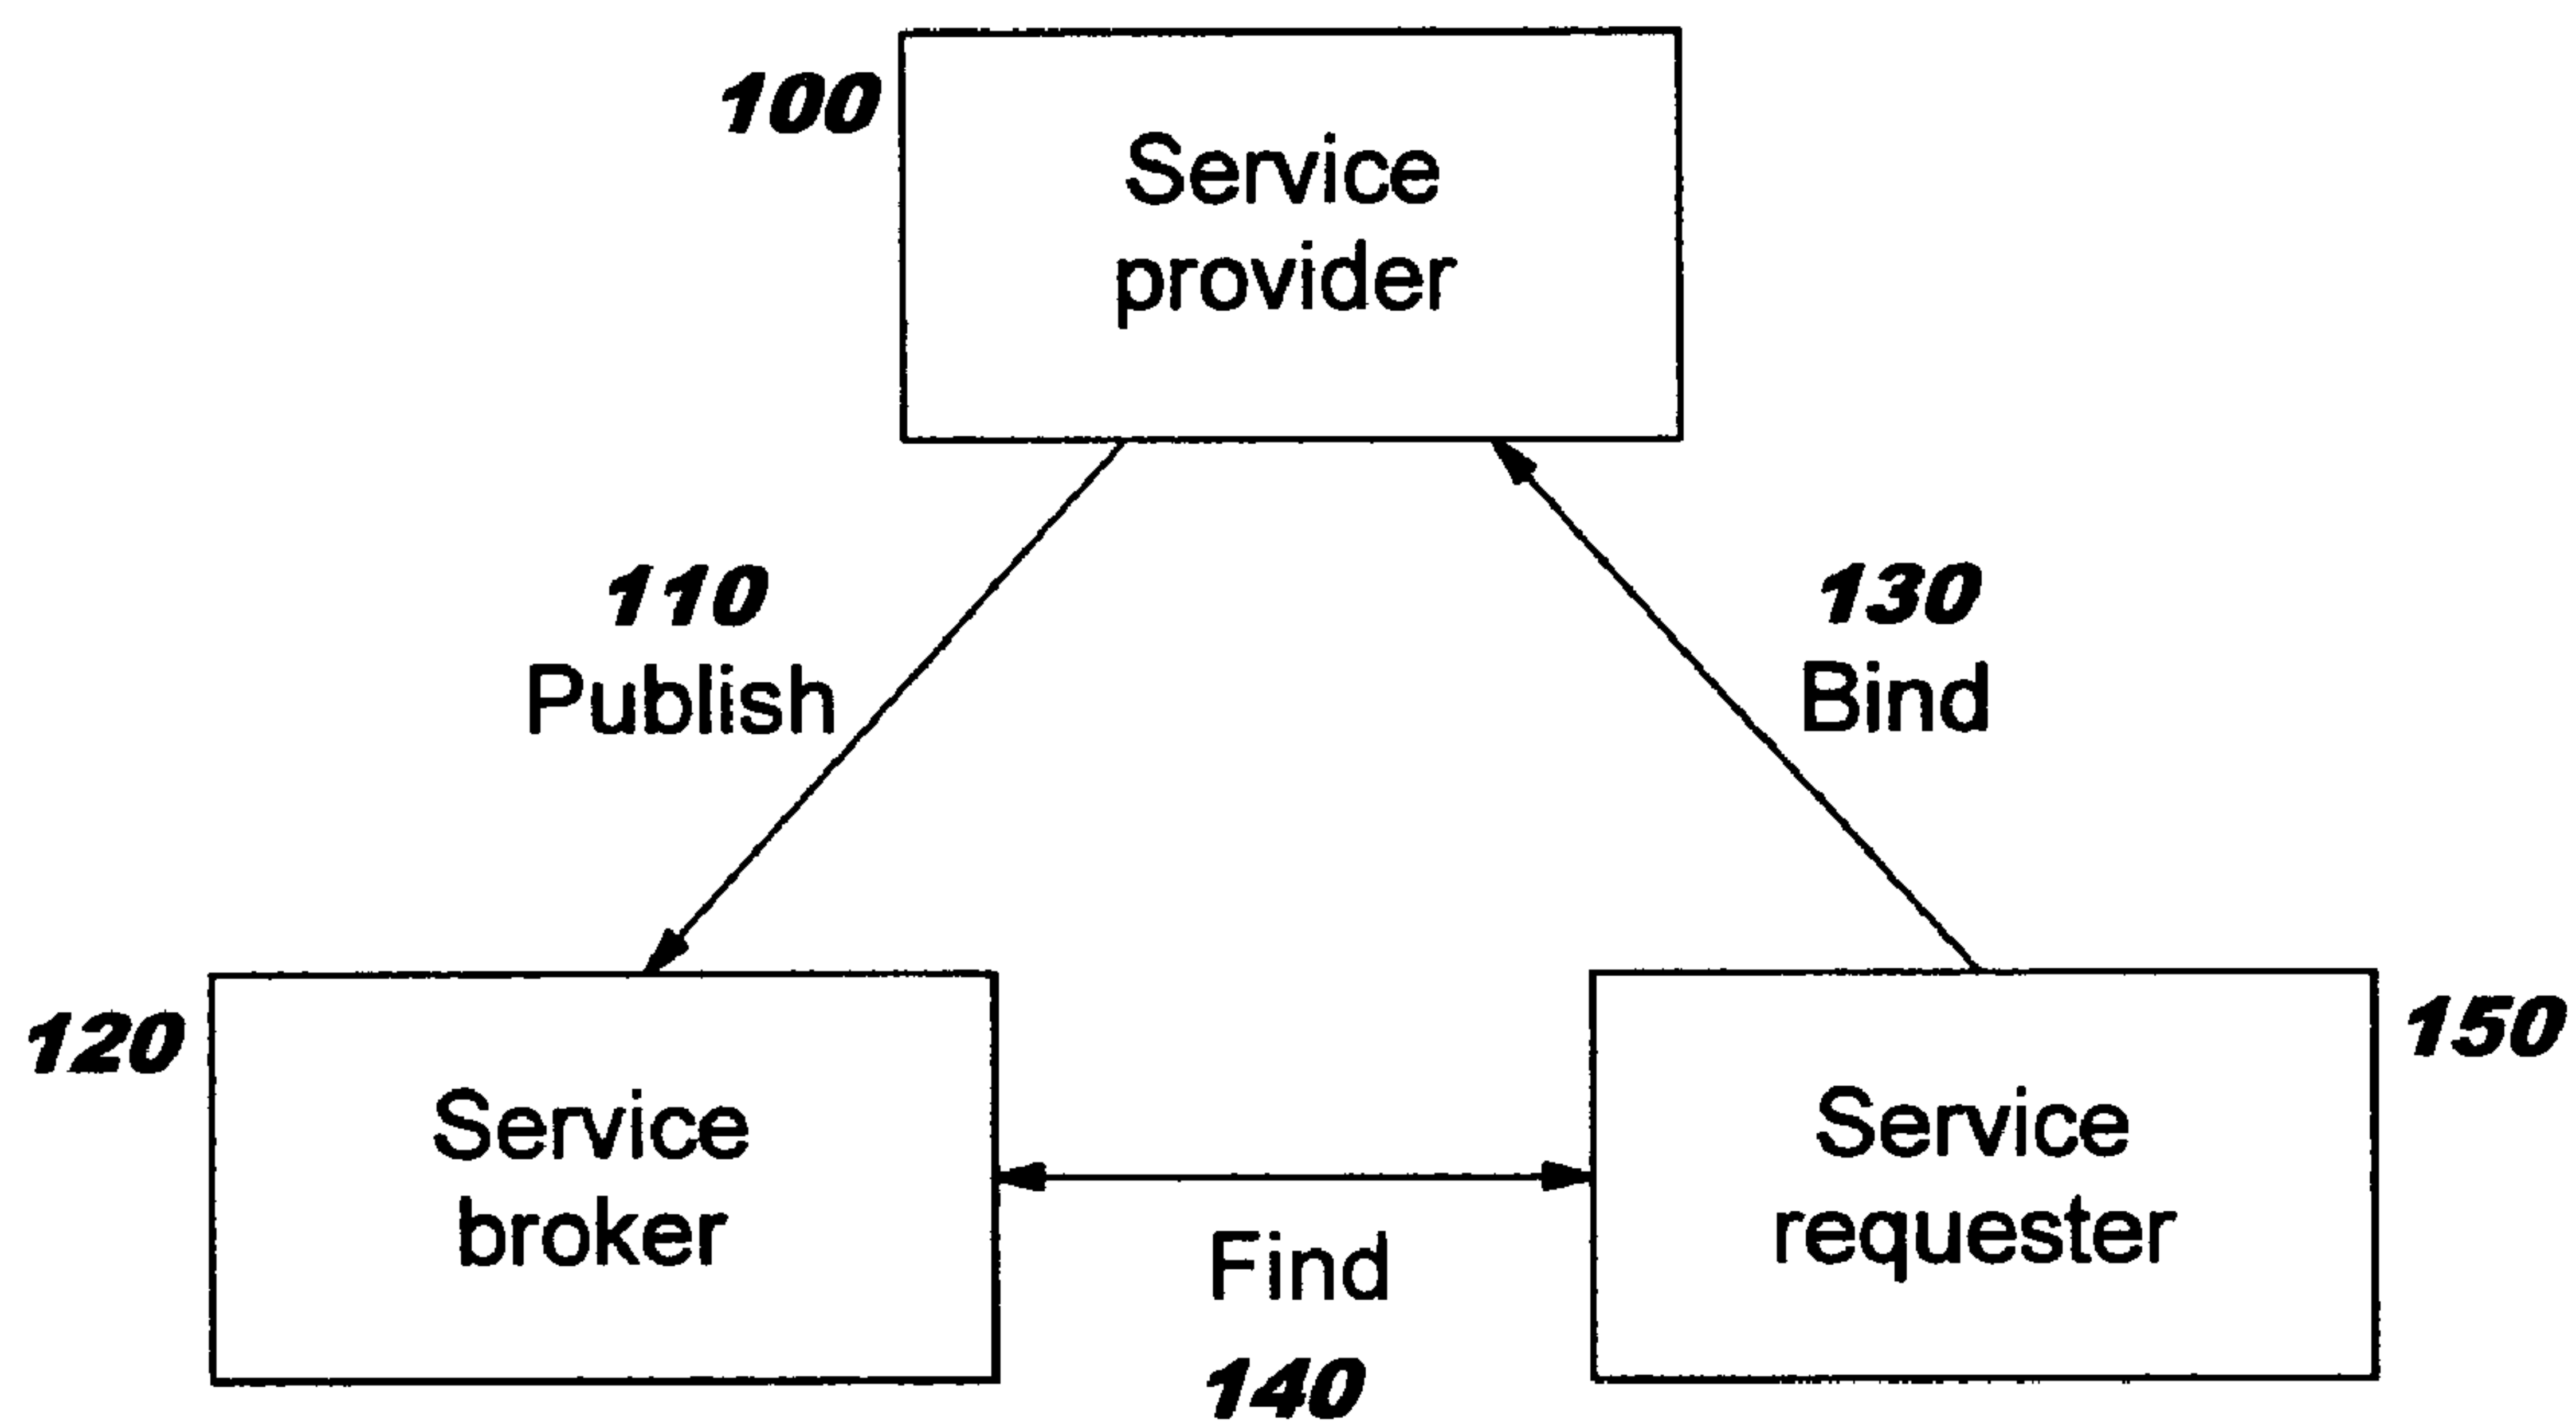 100
Service
provider
110
Publish
130
Bind
120
Service
broker
150
Service
requester
Find
140